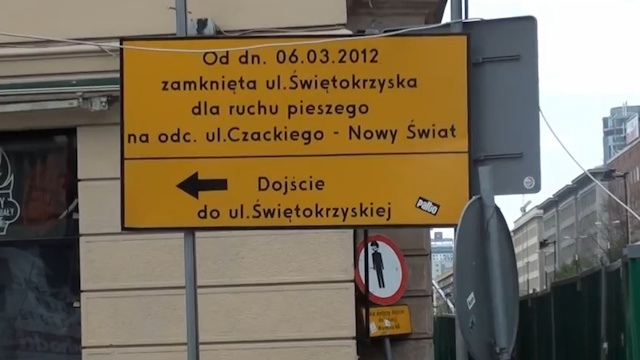 Od dn. 06.03.2012
zamknięta ul.Świętokrzyska
dla ruchu pieszego
na odc. ul.Czackiego - Nowy Świat
Dojście
do ul.Świętokrzyskiej